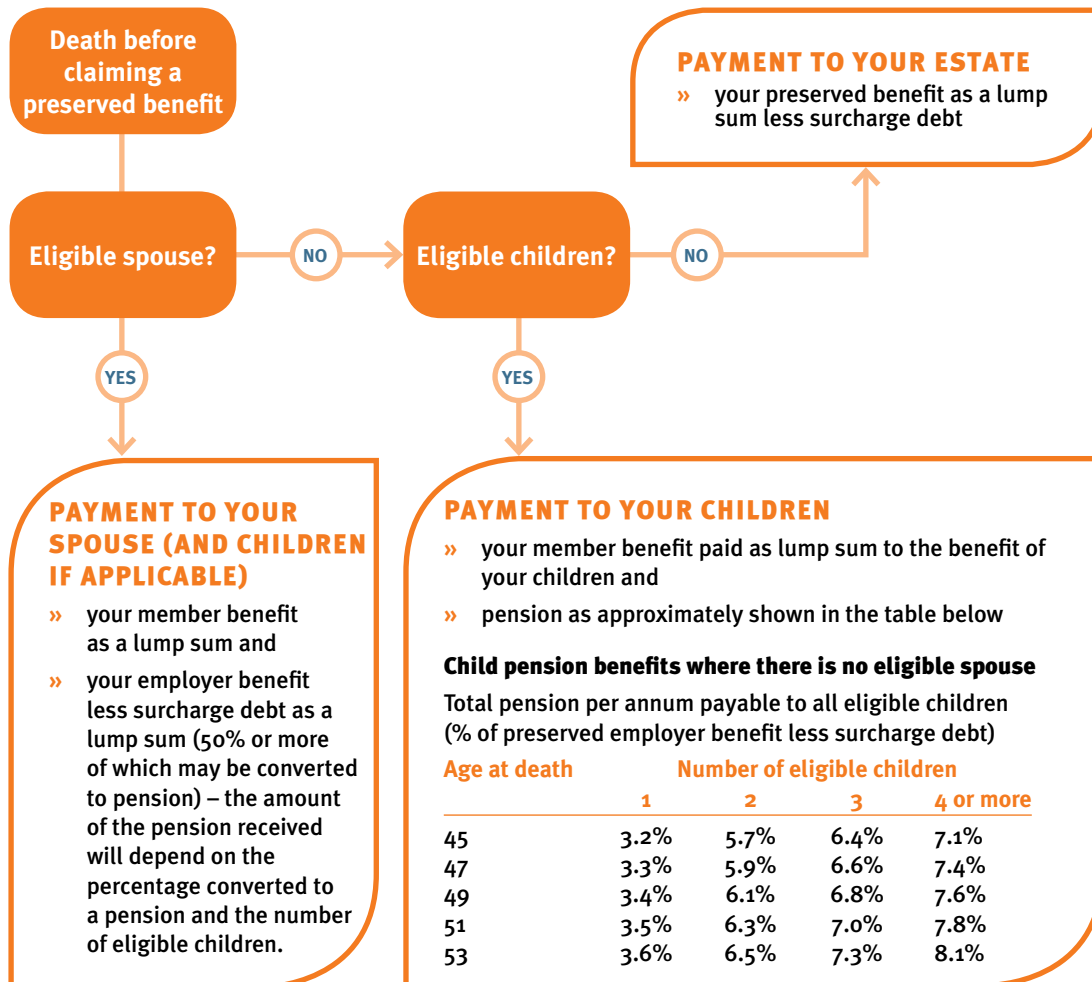 Death before
claiming a
preserved benefit
PAYMENT TO YOUR ESTATE
» your preserved benefit as a lump
sum less surcharge debt
Eligible spouse?
NO
Eligible children?
NO
YES
YES
PAYMENT TO YOUR
SPOUSE (AND CHILDREN
IF APPLICABLE)
» your member benefit
as a lump sum and
» your employer benefit
less surcharge debt as a
lump sum (50% or more
of which may be converted
to pension) – the amount
of the pension received
will depend on the
percentage converted to
a pension and the number
of eligible children.
PAYMENT TO YOUR CHILDREN
» your member benefit paid as lump sum to the benefit of
your children and
» pension as approximately shown in the table below
Child pension benefits where there is no eligible spouse
Total pension per annum payable to all eligible children
(% of preserved employer benefit less surcharge debt)
Age at death Number of eligible children
1 2 3 4 or more
45 3.2% 5.7% 6.4% 7.1%
47 3.3% 5.9% 6.6% 7.4%
49 3.4% 6.1% 6.8% 7.6%
51 3.5% 6.3% 7.0% 7.8%
53 3.6% 6.5% 7.3% 8.1%